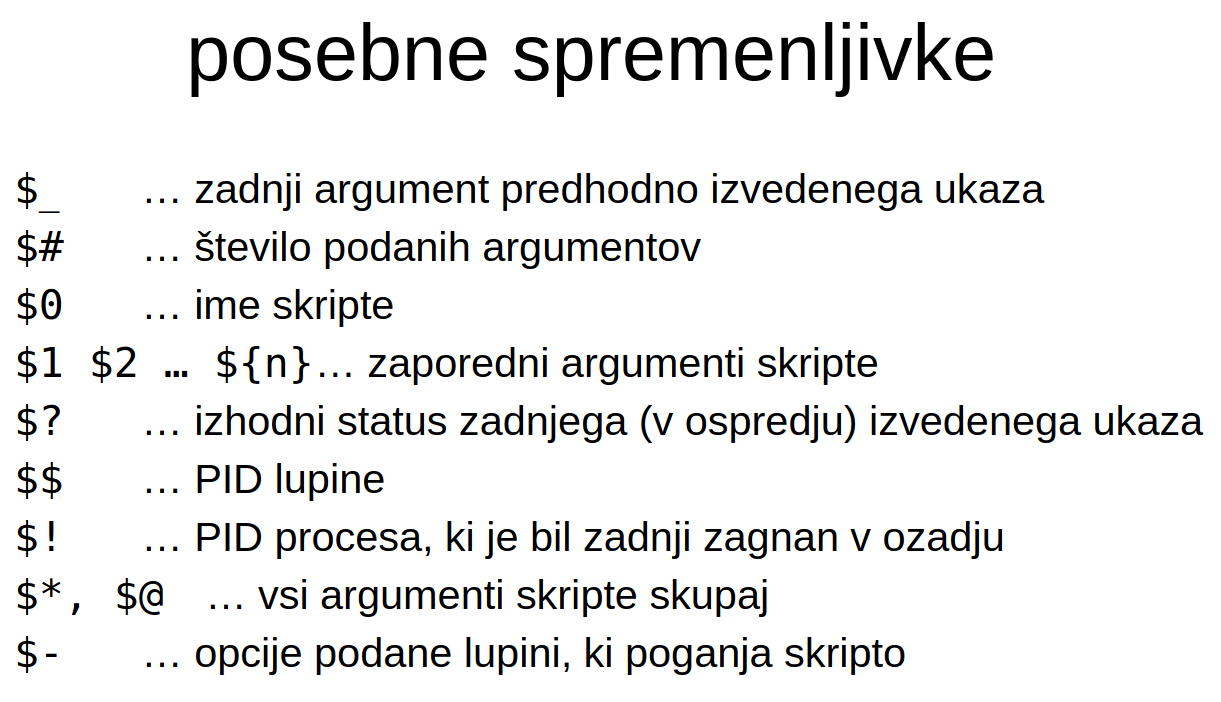 posebne spremenljivke
$_ … zadnji argument predhodno izvedenega ukaza
$# … število podanih argumentov
$0 … ime skripte
$1 $2 … ${n}… zaporedni argumenti skripte
$? … izhodni status zadnjega (v ospredju) izvedenega ukaza
$$ … PID lupine
$! … PID procesa, ki je bil zadnji zagnan v ozadju
$*, $@ … vsi argumenti skripte skupaj
$- … opcije podane lupini, ki poganja skripto